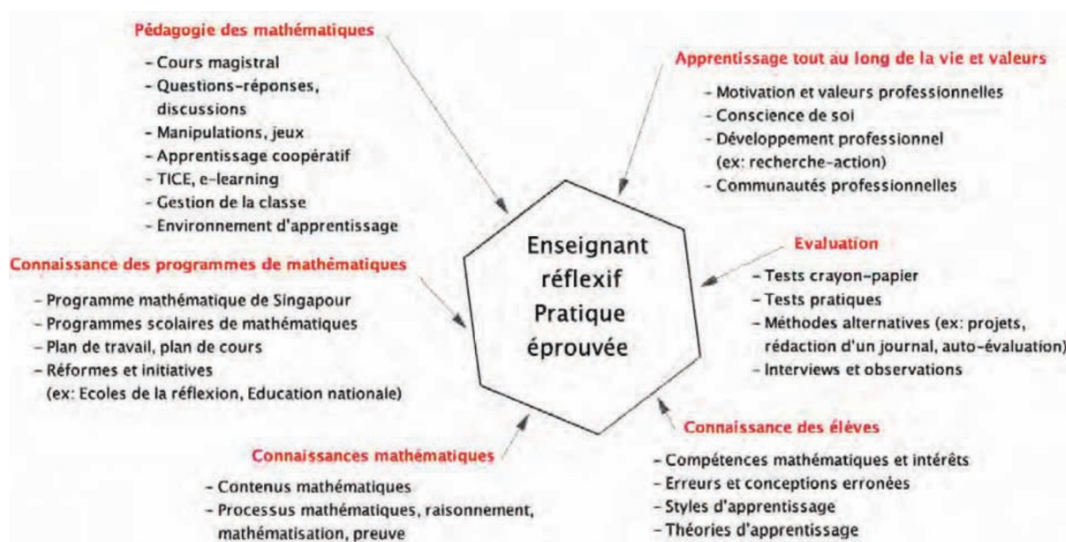 Pédagogie des mathématiques
- Cours magistral
- Questions-réponses,
discussions
- Manipulations, jeux
- Apprentissage coopératif
- TICE, e-learning
- Gestion de la classe
- Environnement d'apprentissage
Apprentissage tout au long de la vie et valeurs
- Motivation et valeurs professionnelles
- Conscience de soi
- Développement professionnel
(ex: recherche-action)
- Communautés professionnelles
Enseignant
réflexif
Pratique
éprouvée
Connaissance des programmes de mathématiques
- Programme mathématique de Singapour
- Programmes scolaires de mathématiques
- Plan de travail, plan de cours
- Réformes et initiatives
(ex: Ecoles de la réflexion, Education nationale)
Evaluation
- Tests crayon-papier
- Tests pratiques
- Méthodes alternatives (ex: projets,
rédaction d'un journal, auto-évaluation)
- Interviews et observations
Connaissances mathématiques
- Contenus mathématiques
- Processus mathématiques, raisonnement,
mathématisation, preuve
Connaissance des élèves
- Compétences mathématiques et intérêts
- Erreurs et conceptions erronées
- Styles d'apprentissage
- Théories d'apprentissage